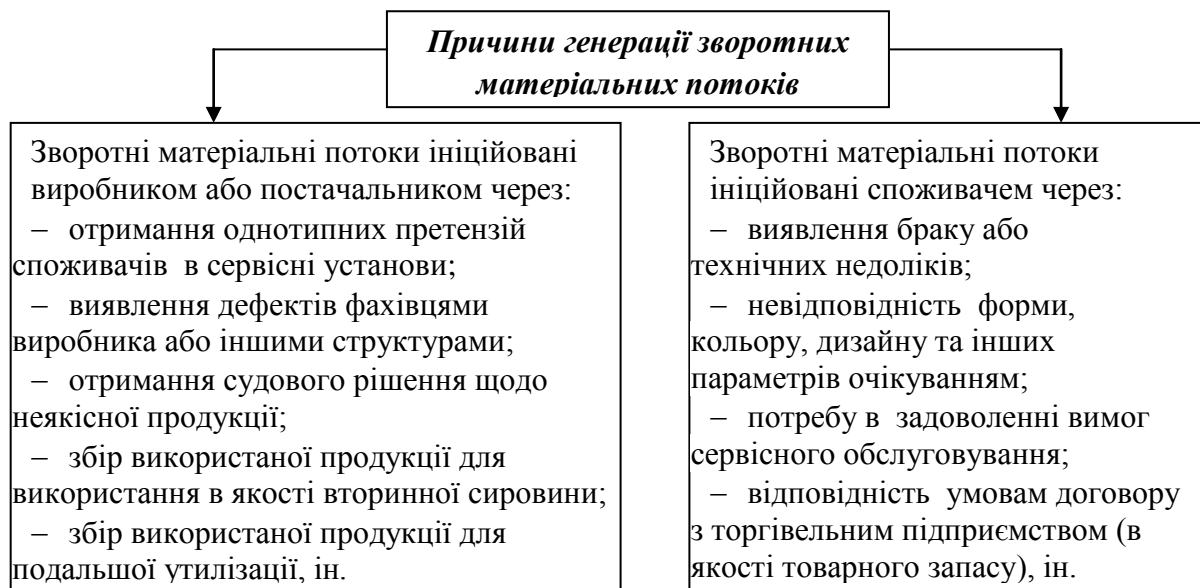 Причини генерації зворотних
матеріальних потоків
Зворотні матеріальні потоки ініційовані
виробником або постачальником через:
– отримання однотипних претензій
споживачів в сервісні установи;
– виявлення дефектів фахівцями
виробника або іншими структурами;
– отримання судового рішення щодо
неякісної продукції;
– збір використаної продукції для
використання в якості вторинної сировини;
– збір використаної продукції для
подальшої утилізації, ін.
Зворотні матеріальні потоки
ініційовані споживачем через:
– виявлення браку або
технічних недоліків;
– невідповідність форми,
кольору, дизайну та інших
параметрів очікуванням;
– потребу в задоволенні вимог
сервісного обслуговування;
– відповідність умовам договору
з торгівельним підприємством (в
якості товарного запасу), ін.